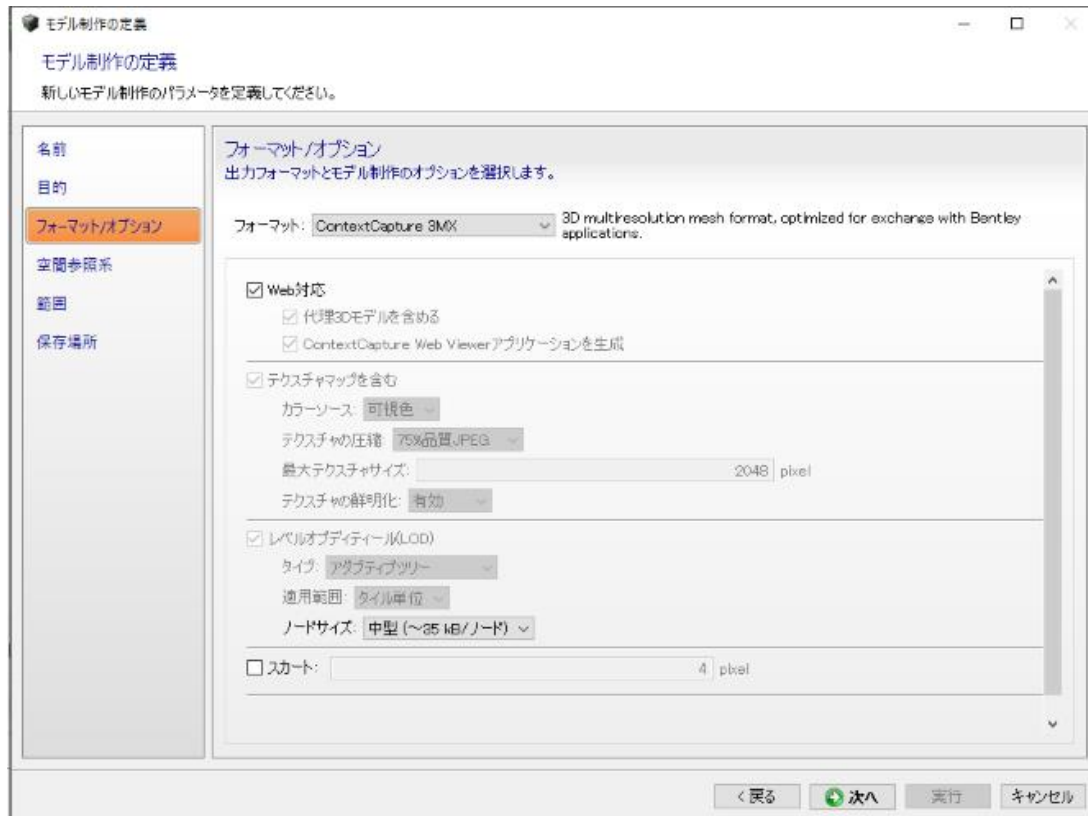 モデル制作の定義
モデル制作の定義
新しいモデル制作のパラメータを定義してください。
名前
目的
フォーマット/オプション
空間参照系
範囲
保存場所
フォーマット/オプション
出力フォーマットとモデル制作のオプションを選択します。
フォーマット: ContextCapture 3MX
3D multiresolution mesh format, optimized for exchange with Bentley
applications.
Web対応
代理3Dモデルを含める
ContextCapture Web Viewerアプリケーションを生成
テクスチャマップを含む
カラーソース: 可視色
テクスチャの圧縮: 75%品質JPEG
最大テクスチャサイズ: 2048 pixel
テクスチャの鮮明化: 有効
レベルオブディティール(LOD)
タイプ: アダプティブツリー
適用範囲: タイル単位
ノードサイズ: 中型 (~35 kB/ノード)
スカート: 4 pixel
< 戻る
次へ
実行
キャンセル